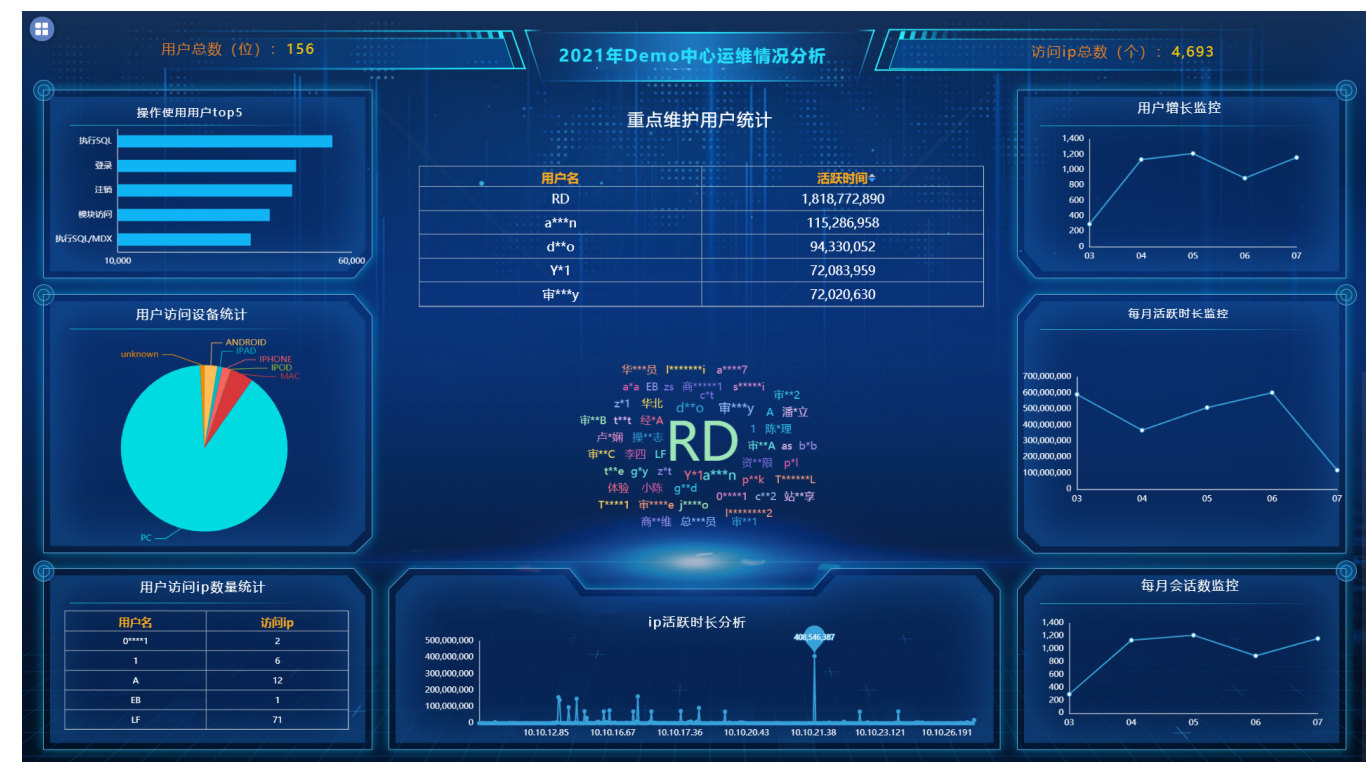 用户总数（位）：156
2021年Demo中心运维情况分析
访问ip总数（个）：4,693
操作使用用户top5
执行SQL
登录
注销
模块访问
执行SQL/MDX
10,000 60,000
重点维护用户统计
用户名 活跃时间
RD 1,818,772,890
a***n 115,286,958
d**o 94,330,052
Y*1 72,083,959
审***y 72,020,630
用户增长监控
1,400
1,200
1,000
800
600
400
200
0
03 04 05 06 07
用户访问设备统计
ANDROID
unknown
IPAD
IPHONE
IPOD
MAC
PC
华***员 l*******i a****7
a*a EB zs 商*****1 s*****i
c*t
z*1 华北 d**o 审***y A 潘*立
审**2
审**B t**t 经*A
RD
1 陈*理
卢*娴 操**志
审**A as b*b
审**C 李四 LF
资**限 p*l
t**e g*y z*t Y*1 a***n p**k T******L
体验 小陈 g**d
0****1 c**2 站**享
T****1 审****e j****o
l********2
商**维 总***员 审**1
每月活跃时长监控
700,000,000
600,000,000
500,000,000
400,000,000
300,000,000
200,000,000
100,000,000
0
03 04 05 06 07
用户访问ip数量统计
用户名 访问ip
0****1 2
1 6
A 12
EB 1
LF 71
ip活跃时长分析
408,546,387
500,000,000
400,000,000
300,000,000
200,000,000
100,000,000
0
10.10.12.85 10.10.16.67 10.10.17.36 10.10.20.43 10.10.21.38 10.10.23.121 10.10.26.191
每月会话数监控
1,400
1,200
1,000
800
600
400
200
0
03 04 05 06 07